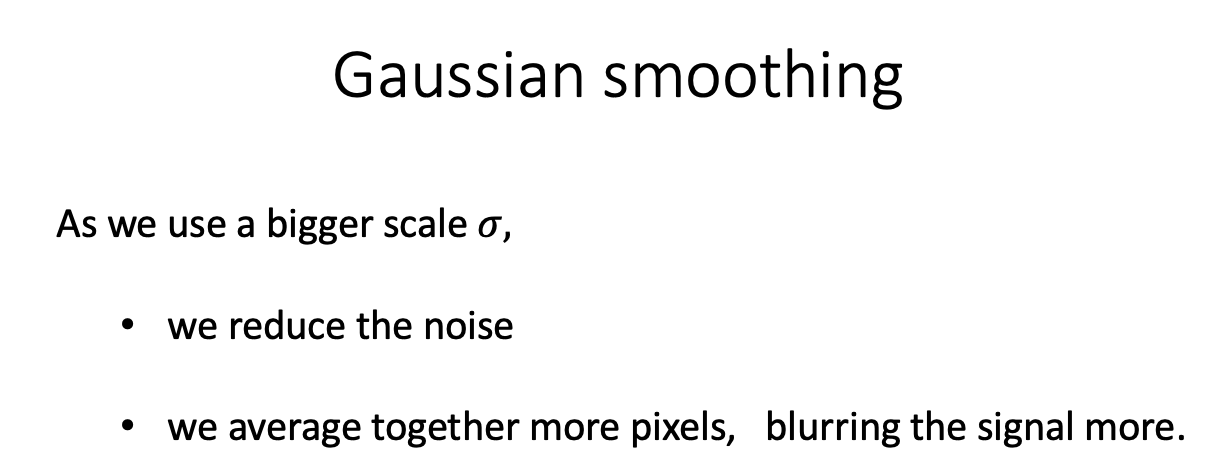 Gaussian smoothing
As we use a bigger scale σ,
• we reduce the noise
• we average together more pixels, blurring the signal more.